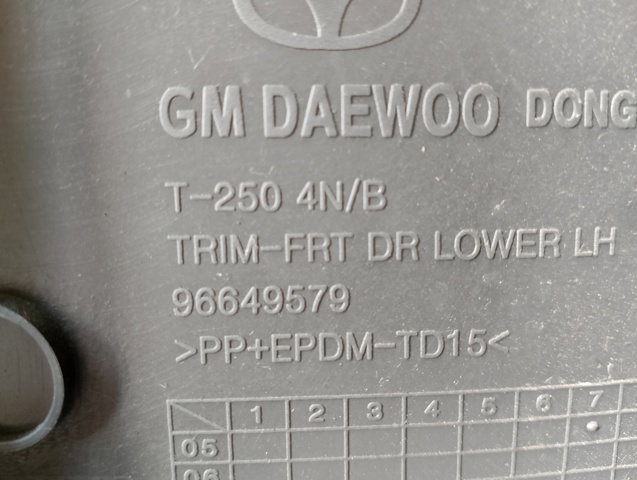 GM DAEWOO DONG
T-250 4N/B
TRIM-FRT DR LOWER LH
96649579
>PP+EPDM-TD15<
1 2 3 4 5 6 7
05
06